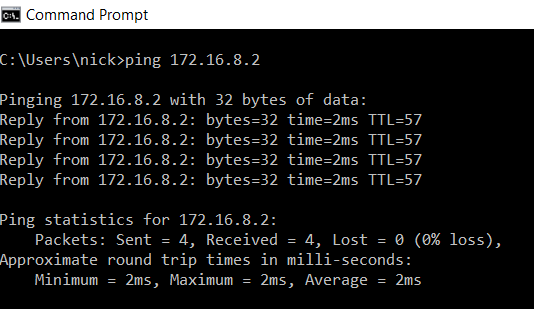 Command Prompt
C:\Users\nick>ping 172.16.8.2
Pinging 172.16.8.2 with 32 bytes of data:
Reply from 172.16.8.2: bytes=32 time=2ms TTL=57
Reply from 172.16.8.2: bytes=32 time=2ms TTL=57
Reply from 172.16.8.2: bytes=32 time=2ms TTL=57
Reply from 172.16.8.2: bytes=32 time=2ms TTL=57
Ping statistics for 172.16.8.2:
    Packets: Sent = 4, Received = 4, Lost = 0 (0% loss),
Approximate round trip times in milli-seconds:
    Minimum = 2ms, Maximum = 2ms, Average = 2ms